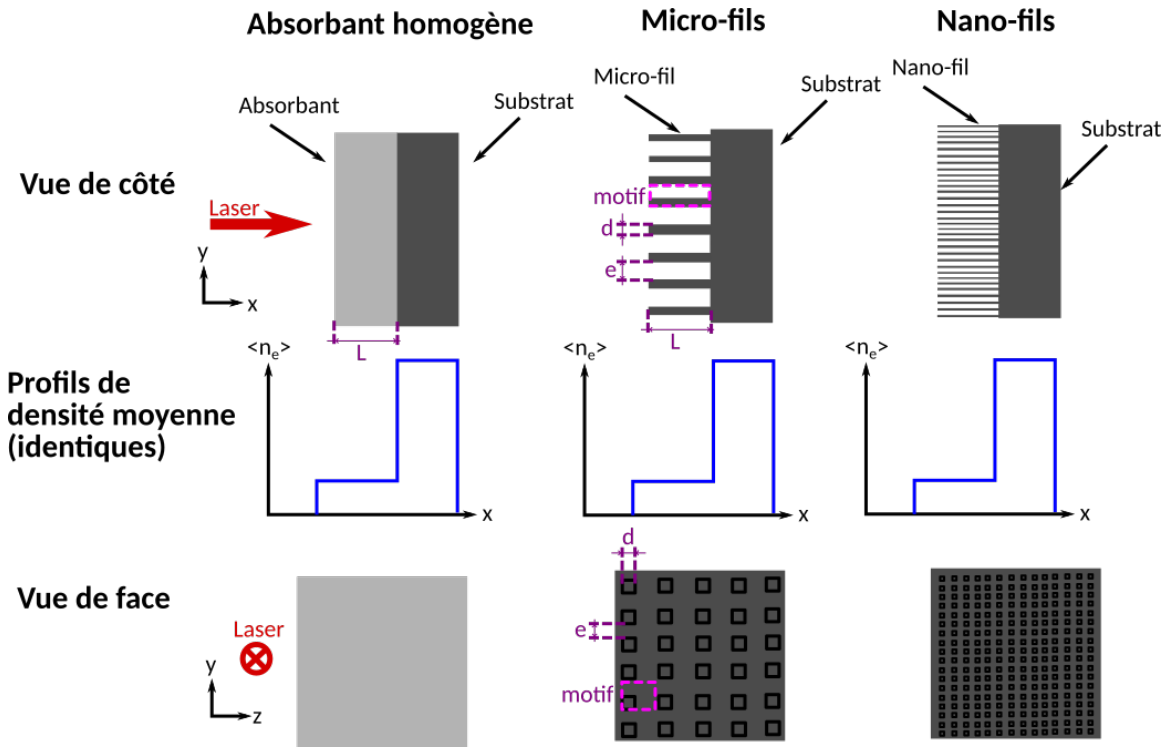 Absorbant homogène
Micro-fils
Nano-fils
Absorbant
Substrat
Micro-fil
Substrat
Nano-fil
Substrat
Vue de côté
Laser
y
x
L
motif
d
e
L
Profils de
densité moyenne
(identiques)
<nₑ>
x
<nₑ>
x
<nₑ>
x
Vue de face
Laser
y
z
d
e
motif